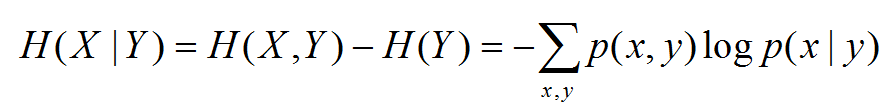 H(X | Y) = H(X,Y) − H(Y) = −∑ p(x, y) log p(x | y)
x,y